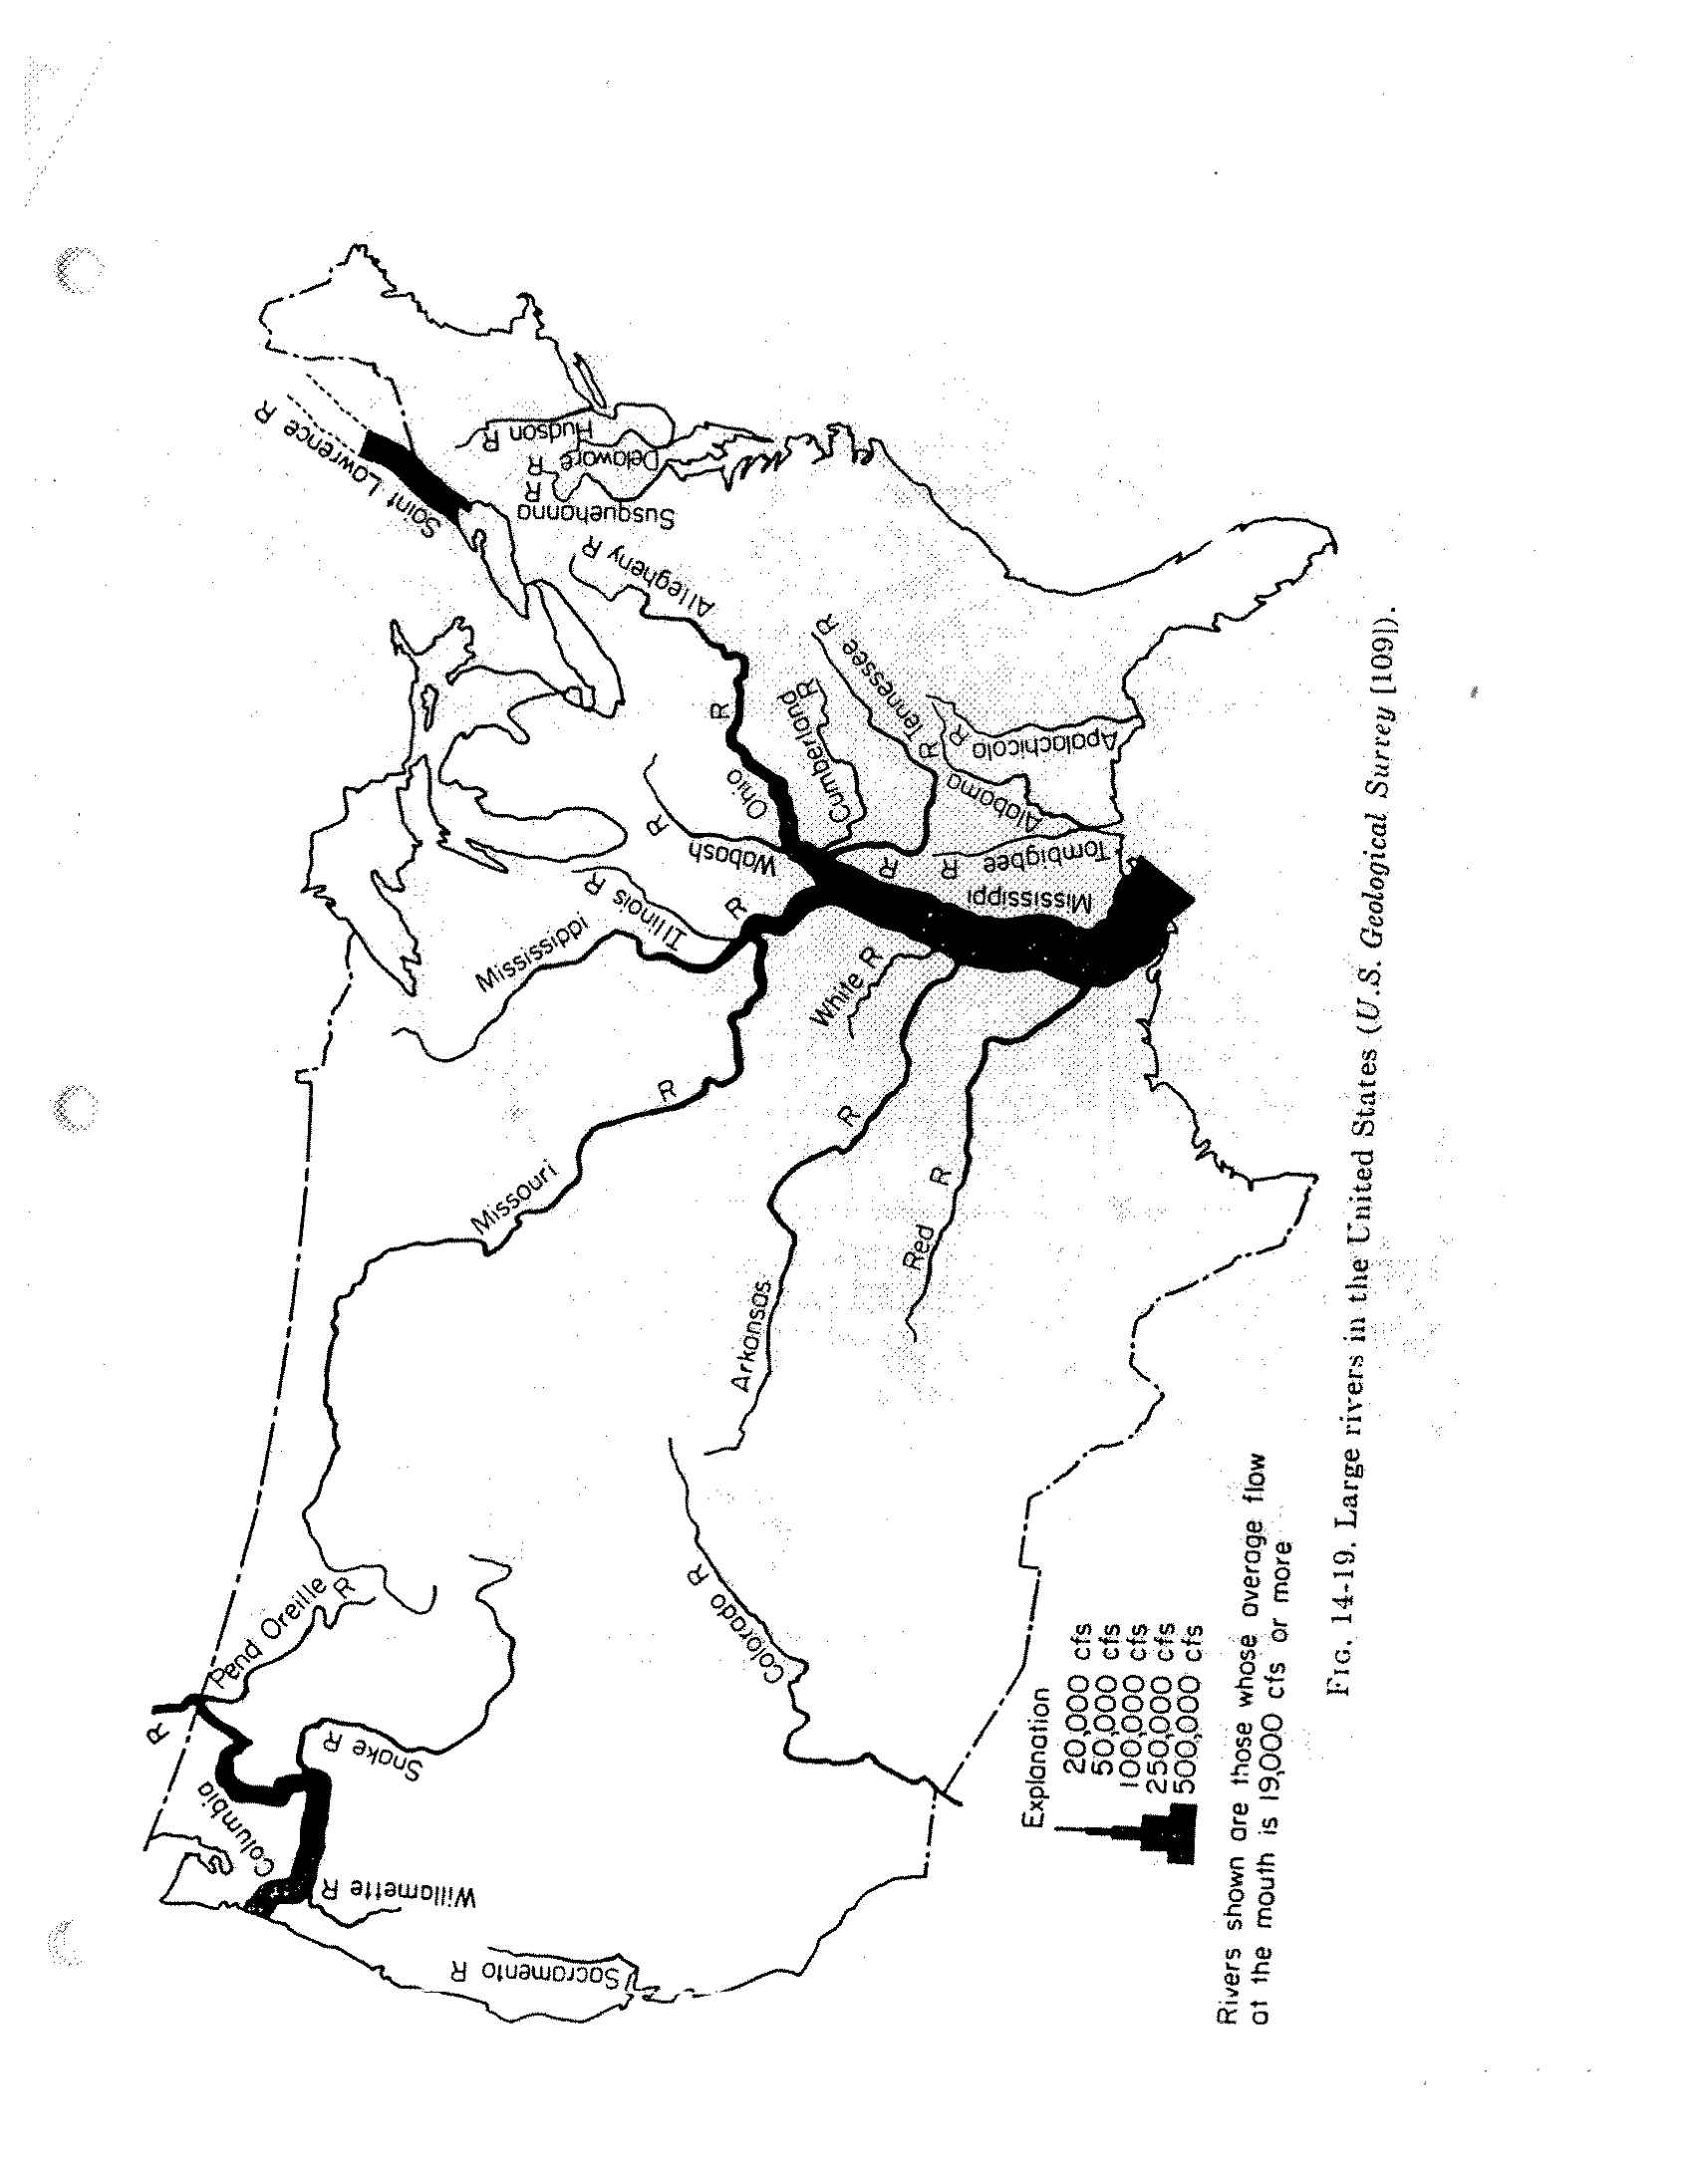 Saint Lawrence R
Hudson R
Delaware R
Susquehanna R
Allegheny R
Ohio R
Cumberland R
Tennessee R
Apalachicola R
Alabama R
Tombigbee R
Wabash R
Illinois R
Mississippi R
Mississippi R
White R
Missouri R
Arkansas R
Red R
Pend Oreille R
Snake R
Columbia R
Willamette R
Sacramento R
Colorado R
Explanation
20,000 cfs
50,000 cfs
100,000 cfs
250,000 cfs
500,000 cfs
Rivers shown are those whose average flow
at the mouth is 19,000 cfs or more
FIG. 14-19. Large rivers in the United States (U.S. Geological Survey [109]).